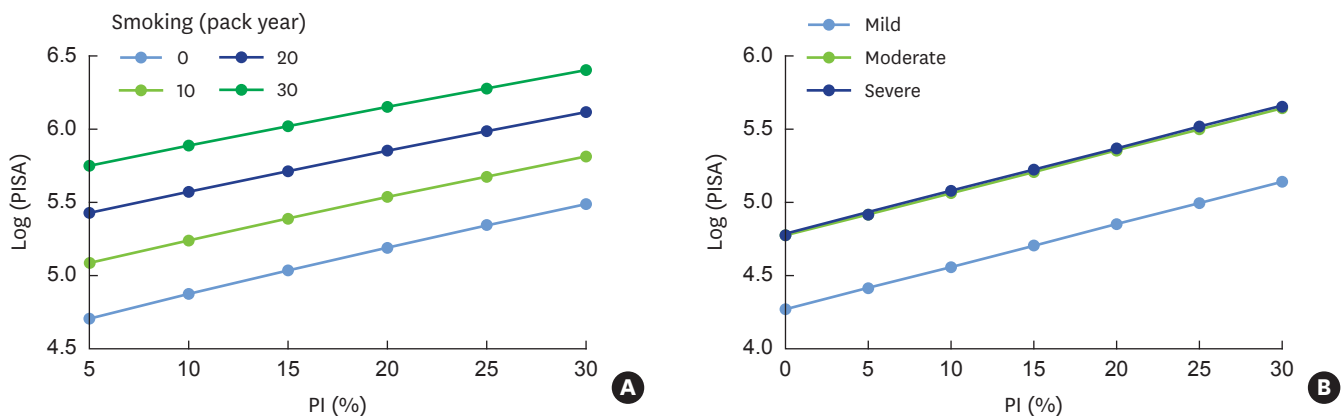 Smoking (pack year)
0 20
10 30
Log (PISA)
6.5
6.0
5.5
5.0
4.5
5 10 15 20 25 30
PI (%)
A
Mild
Moderate
Severe
Log (PISA)
6.0
5.5
5.0
4.5
4.0
0 5 10 15 20 25 30
PI (%)
B